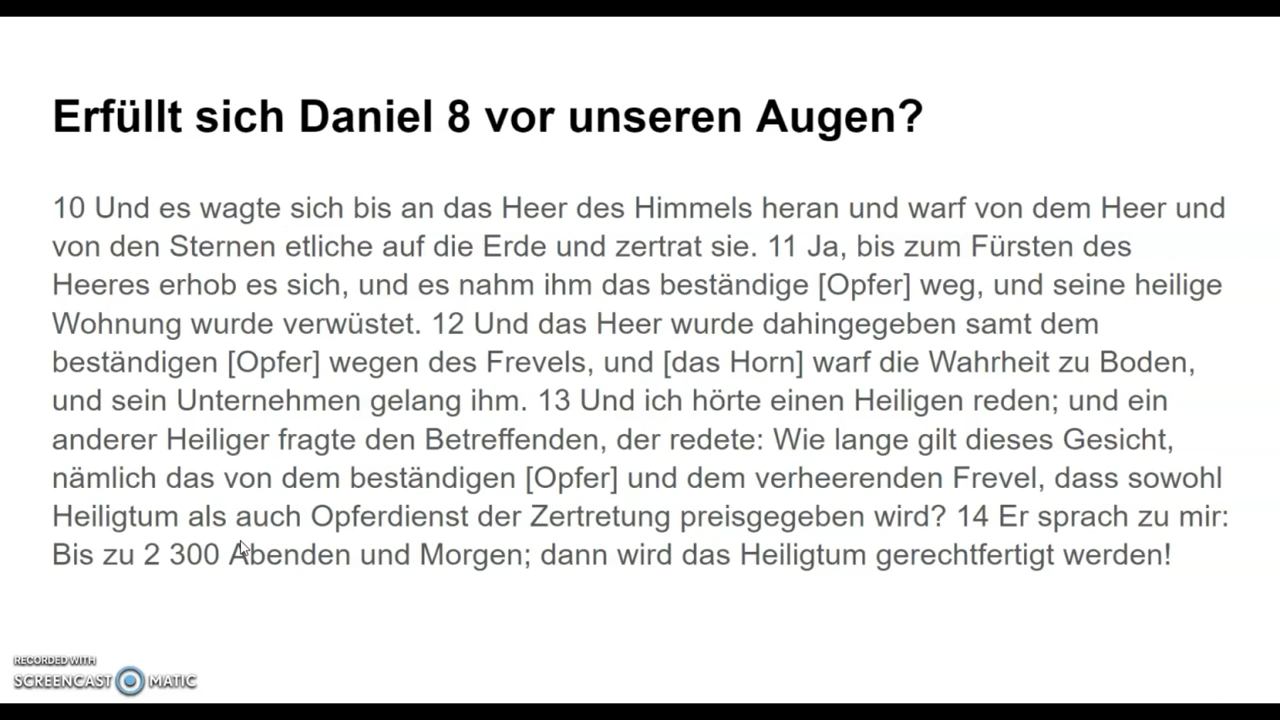 Erfüllt sich Daniel 8 vor unseren Augen?
10 Und es wagte sich bis an das Heer des Himmels heran und warf von dem Heer und
von den Sternen etliche auf die Erde und zertrat sie. 11 Ja, bis zum Fürsten des
Heeres erhob es sich, und es nahm ihm das beständige [Opfer] weg, und seine heilige
Wohnung wurde verwüstet. 12 Und das Heer wurde dahingegeben samt dem
beständigen [Opfer] wegen des Frevels, und [das Horn] warf die Wahrheit zu Boden,
und sein Unternehmen gelang ihm. 13 Und ich hörte einen Heiligen reden; und ein
anderer Heiliger fragte den Betreffenden, der redete: Wie lange gilt dieses Gesicht,
nämlich das von dem beständigen [Opfer] und dem verheerenden Frevel, dass sowohl
Heiligtum als auch Opferdienst der Zertretung preisgegeben wird? 14 Er sprach zu mir:
Bis zu 2 300 Abenden und Morgen; dann wird das Heiligtum gerechtfertigt werden!
RECORDED WITH
SCREENCAST MATIC